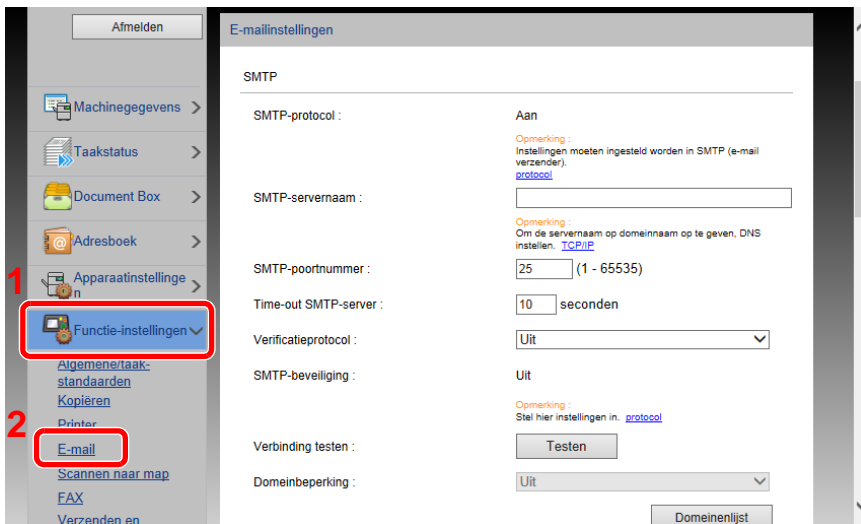 Afmelden
Machinegegevens
Taakstatus
Document Box
Adresboek
1
Apparaatinstellinge
n
Functie-instellingen
Algemene/taak-
standaarden
Kopiëren
2
Printer
E-mail
Scannen naar map
FAX
Verzenden en
E-mailinstellingen
SMTP
SMTP-protocol :
Aan
Opmerking :
Instellingen moeten ingesteld worden in SMTP (e-mail
verzender).
protocol
SMTP-servernaam :
Opmerking :
Om de servernaam op domeinnaam op te geven, DNS
instellen. TCP/IP
SMTP-poortnummer : 25 (1 - 65535)
Time-out SMTP-server : 10 seconden
Verificatieprotocol : Uit
SMTP-beveiliging : Uit
Opmerking :
Stel hier instellingen in. protocol
Verbinding testen : Testen
Domeinbeperking : Uit
Domeinenlijst